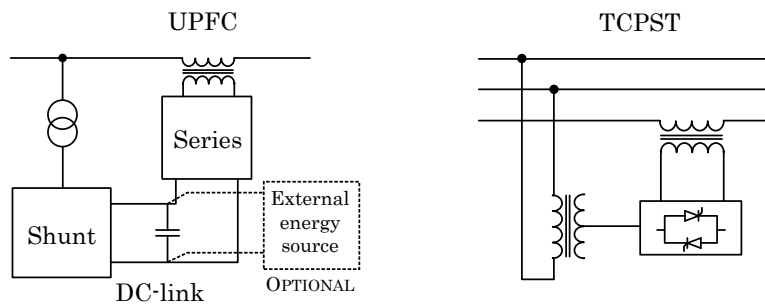 UPFC
TCPST
Series
Shunt
External
energy
source
DC-link
OPTIONAL